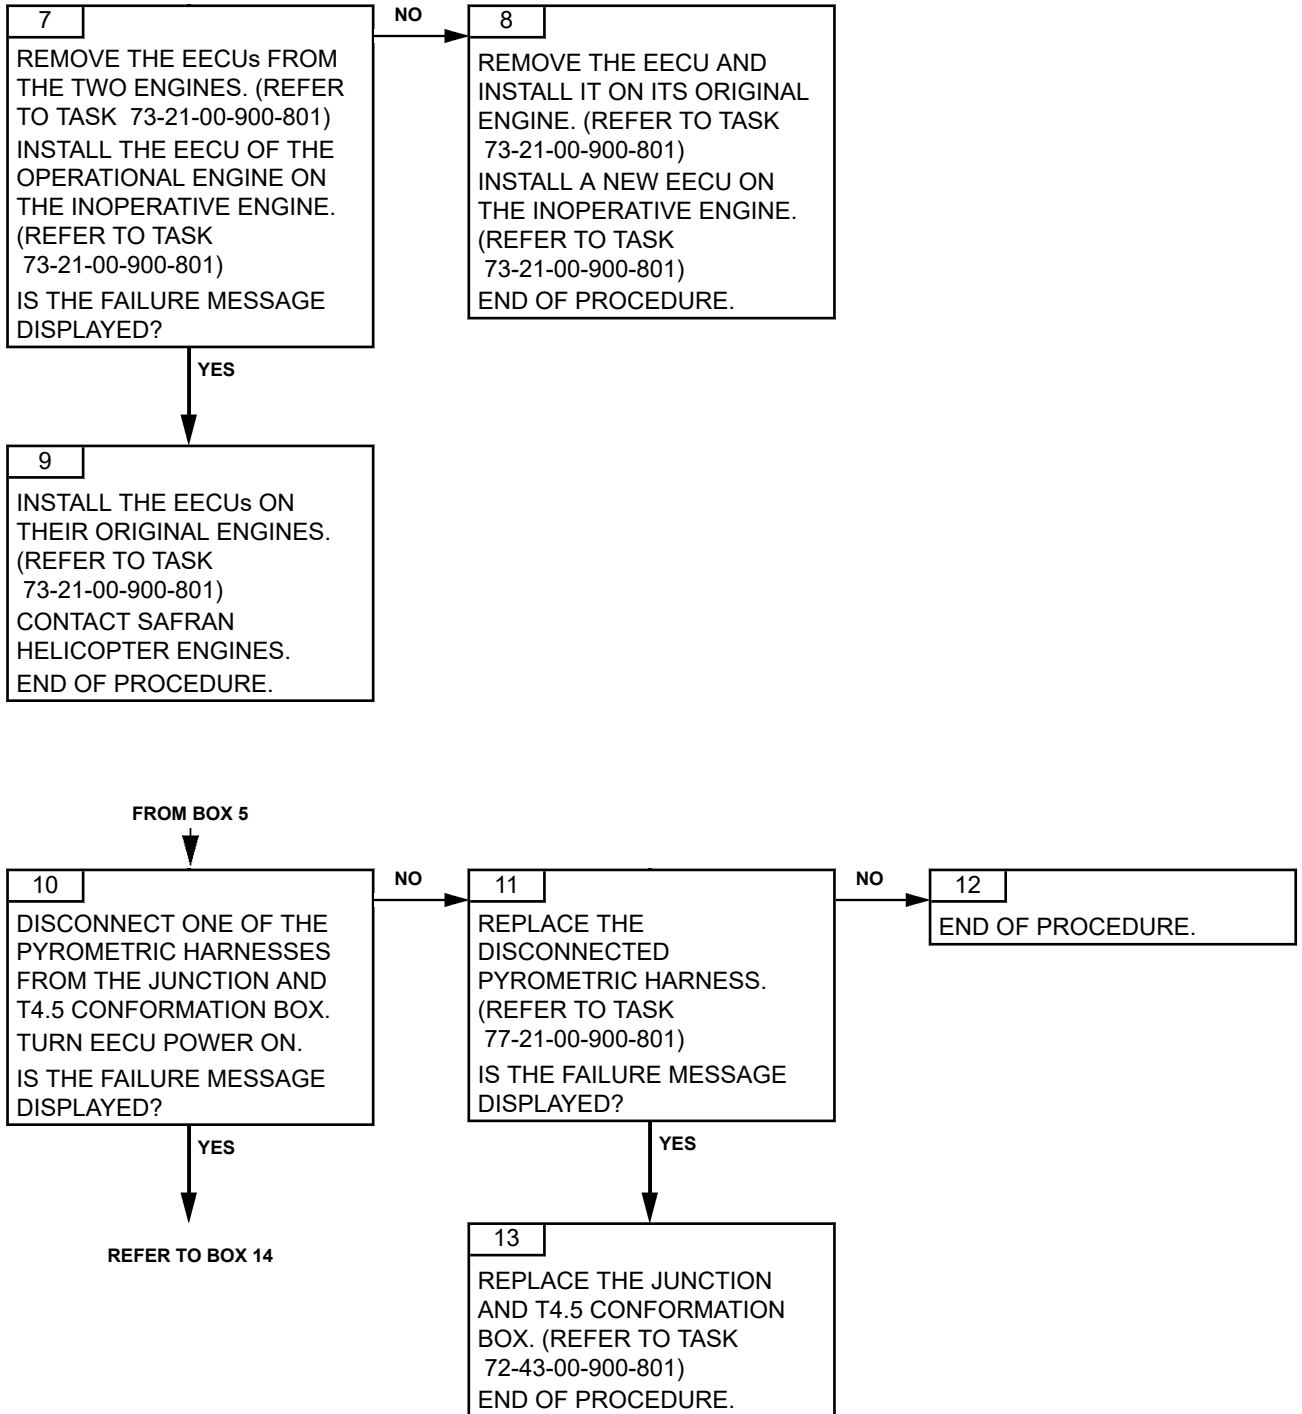 7
REMOVE THE EECUs FROM
THE TWO ENGINES. (REFER
TO TASK 73-21-00-900-801)
INSTALL THE EECU OF THE
OPERATIONAL ENGINE ON
THE INOPERATIVE ENGINE.
(REFER TO TASK
73-21-00-900-801)
IS THE FAILURE MESSAGE
DISPLAYED?
NO
8
REMOVE THE EECU AND
INSTALL IT ON ITS ORIGINAL
ENGINE. (REFER TO TASK
73-21-00-900-801)
INSTALL A NEW EECU ON
THE INOPERATIVE ENGINE.
(REFER TO TASK
73-21-00-900-801)
END OF PROCEDURE.
YES
9
INSTALL THE EECUs ON
THEIR ORIGINAL ENGINES.
(REFER TO TASK
73-21-00-900-801)
CONTACT SAFRAN
HELICOPTER ENGINES.
END OF PROCEDURE.
FROM BOX 5
10
DISCONNECT ONE OF THE
PYROMETRIC HARNESSES
FROM THE JUNCTION AND
T4.5 CONFORMATION BOX.
TURN EECU POWER ON.
IS THE FAILURE MESSAGE
DISPLAYED?
NO
11
REPLACE THE
DISCONNECTED
PYROMETRIC HARNESS.
(REFER TO TASK
77-21-00-900-801)
IS THE FAILURE MESSAGE
DISPLAYED?
NO
12
END OF PROCEDURE.
YES
REFER TO BOX 14
YES
13
REPLACE THE JUNCTION
AND T4.5 CONFORMATION
BOX. (REFER TO TASK
72-43-00-900-801)
END OF PROCEDURE.